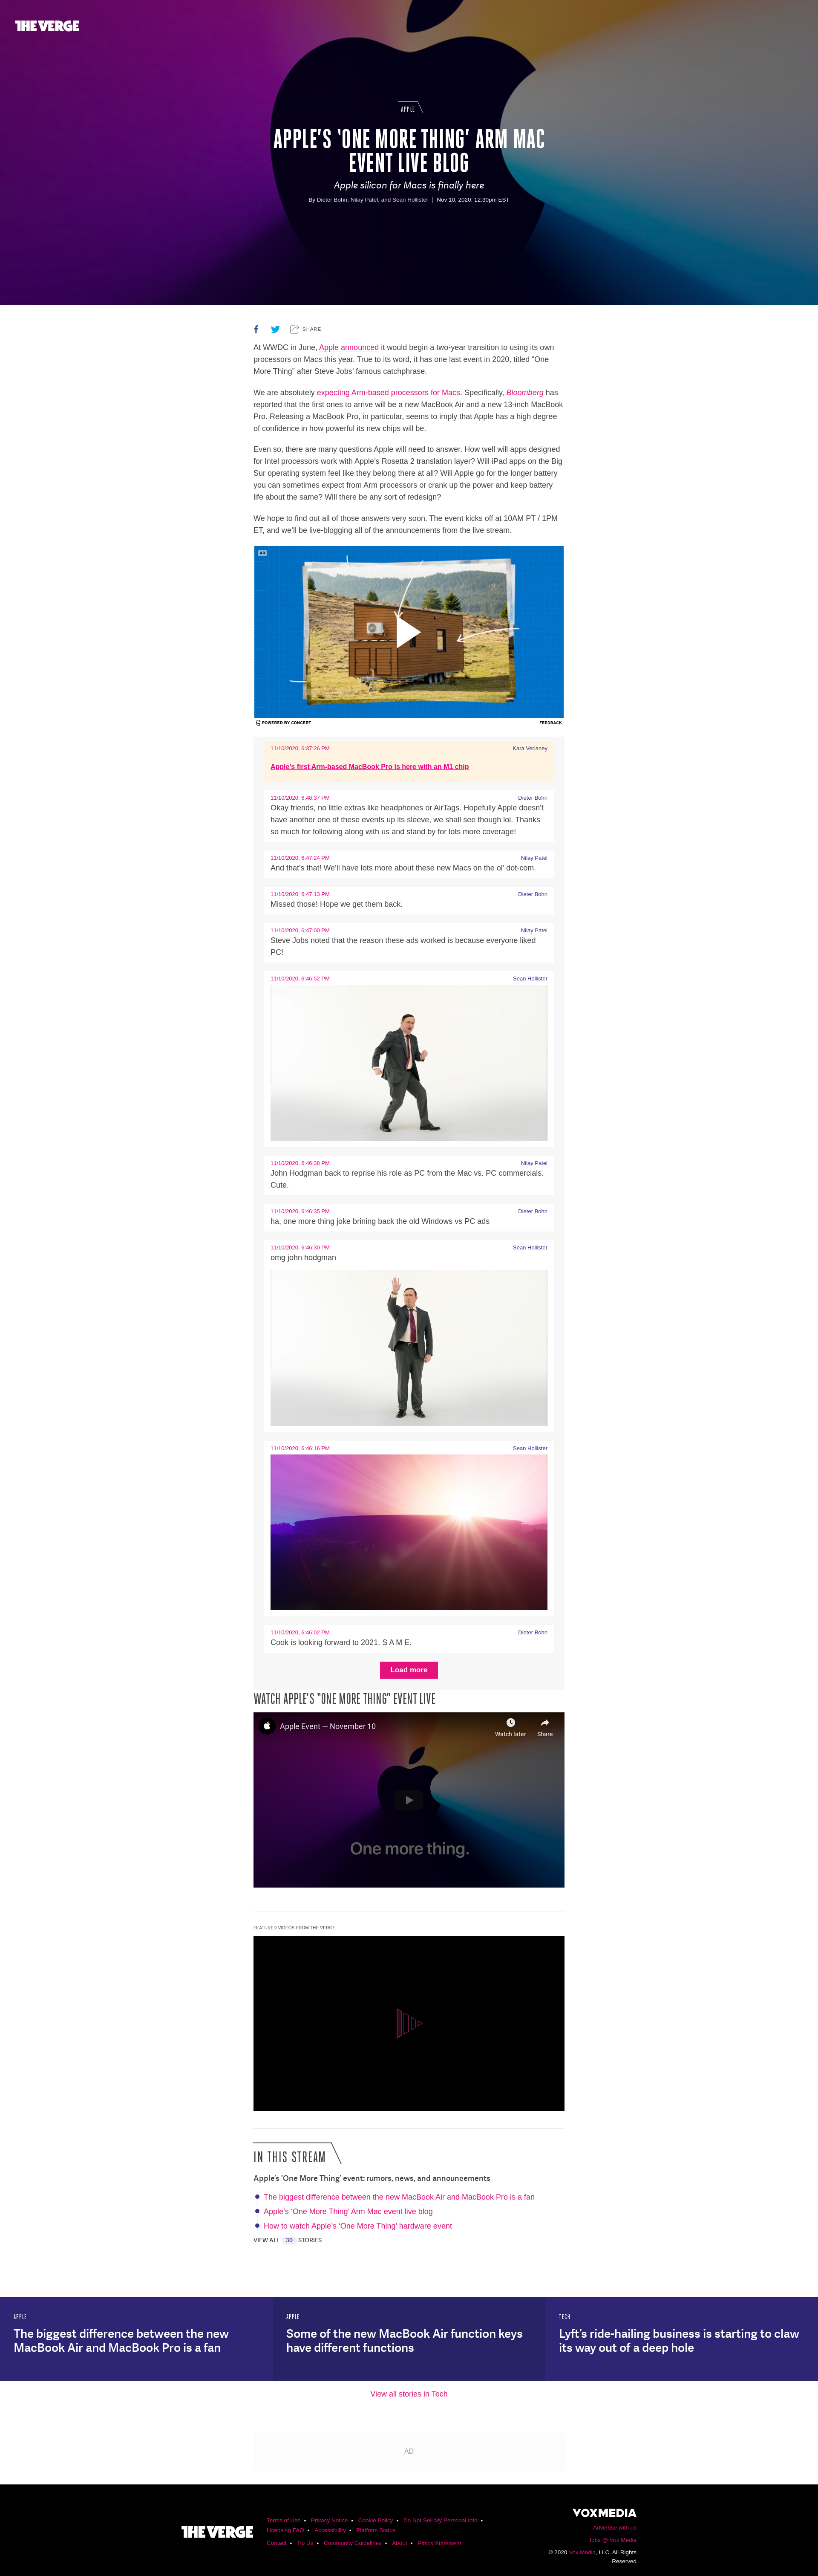 THE VERGE
APPLE
APPLE'S 'ONE MORE THING' ARM MAC
EVENT LIVE BLOG
Apple silicon for Macs is finally here
By Dieter Bohn, Nilay Patel, and Sean Hollister | Nov 10, 2020, 12:30pm EST
SHARE
At WWDC in June, Apple announced it would begin a two-year transition to using its own
processors on Macs this year. True to its word, it has one last event in 2020, titled “One
More Thing” after Steve Jobs’ famous catchphrase.
We are absolutely expecting Arm-based processors for Macs. Specifically, Bloomberg has
reported that the first ones to arrive will be a new MacBook Air and a new 13-inch MacBook
Pro. Releasing a MacBook Pro, in particular, seems to imply that Apple has a high degree
of confidence in how powerful its new chips will be.
Even so, there are many questions Apple will need to answer. How well will apps designed
for Intel processors work with Apple’s Rosetta 2 translation layer? Will iPad apps on the Big
Sur operating system feel like they belong there at all? Will Apple go for the longer battery
you can sometimes expect from Arm processors or crank up the power and keep battery
life about the same? Will there be any sort of redesign?
We hope to find out all of those answers very soon. The event kicks off at 10AM PT / 1PM
ET, and we’ll be live-blogging all of the announcements from the live stream.
AD
POWERED BY CONCERT FEEDBACK
11/10/2020, 6:37:26 PM Kara Verlaney
Apple’s first Arm-based MacBook Pro is here with an M1 chip
11/10/2020, 6:48:37 PM Dieter Bohn
Okay friends, no little extras like headphones or AirTags. Hopefully Apple doesn't
have another one of these events up its sleeve, we shall see though lol. Thanks
so much for following along with us and stand by for lots more coverage!
11/10/2020, 6:47:24 PM Nilay Patel
And that's that! We'll have lots more about these new Macs on the ol' dot-com.
11/10/2020, 6:47:13 PM Dieter Bohn
Missed those! Hope we get them back.
11/10/2020, 6:47:00 PM Nilay Patel
Steve Jobs noted that the reason these ads worked is because everyone liked
PC!
11/10/2020, 6:46:52 PM Sean Hollister
11/10/2020, 6:46:38 PM Nilay Patel
John Hodgman back to reprise his role as PC from the Mac vs. PC commercials.
Cute.
11/10/2020, 6:46:35 PM Dieter Bohn
ha, one more thing joke brining back the old Windows vs PC ads
11/10/2020, 6:46:30 PM Sean Hollister
omg john hodgman
11/10/2020, 6:46:16 PM Sean Hollister
11/10/2020, 6:46:02 PM Dieter Bohn
Cook is looking forward to 2021. S A M E.
Load more
WATCH APPLE'S "ONE MORE THING" EVENT LIVE
Apple Event — November 10
Watch later Share
One more thing.
FEATURED VIDEOS FROM THE VERGE
IN THIS STREAM
Apple’s ‘One More Thing’ event: rumors, news, and announcements
The biggest difference between the new MacBook Air and MacBook Pro is a fan
Apple’s ‘One More Thing’ Arm Mac event live blog
How to watch Apple’s ‘One More Thing’ hardware event
VIEW ALL 30 STORIES
APPLE
The biggest difference between the new
MacBook Air and MacBook Pro is a fan
APPLE
Some of the new MacBook Air function keys
have different functions
TECH
Lyft’s ride-hailing business is starting to claw
its way out of a deep hole
View all stories in Tech
AD
THE VERGE
Terms of Use • Privacy Notice • Cookie Policy • Do Not Sell My Personal Info •
Licensing FAQ • Accessibility • Platform Status
Contact • Tip Us • Community Guidelines • About • Ethics Statement
VOXMEDIA
Advertise with us
Jobs @ Vox Media
© 2020 Vox Media, LLC. All Rights
Reserved